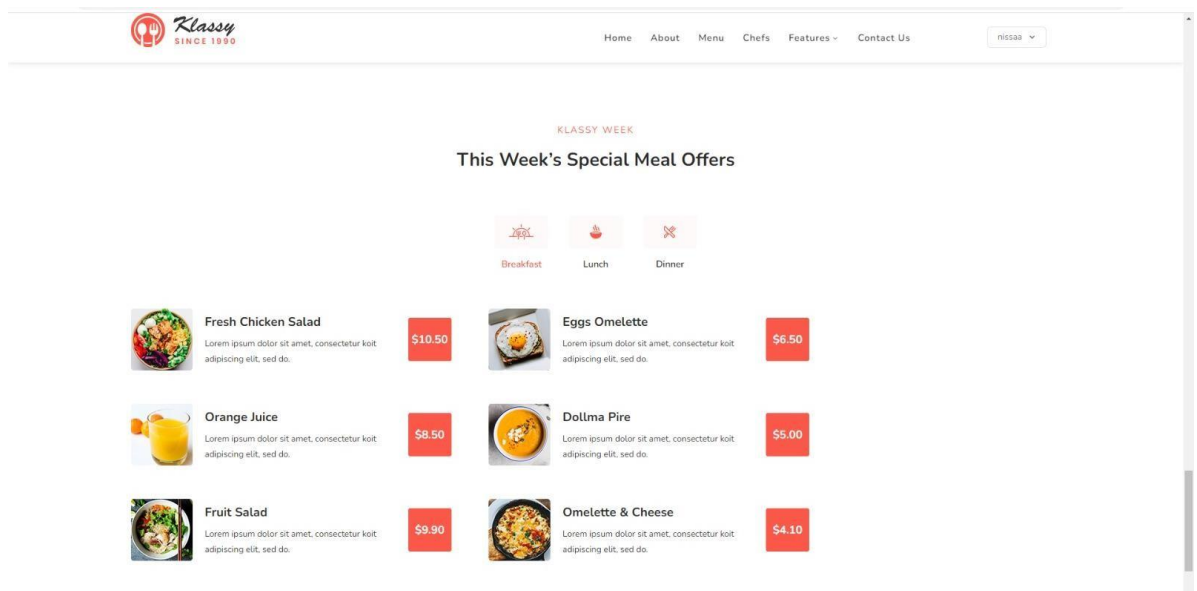 Klassy
SINCE 1990
Home About Menu Chefs Features Contact Us
nissaa
KLASSY WEEK
This Week's Special Meal Offers
Breakfast Lunch Dinner
Fresh Chicken Salad
Lorem ipsum dolor sit amet, consectetur koit
adipiscing elit, sed do.
$10.50
Eggs Omelette
Lorem ipsum dolor sit amet, consectetur koit
adipiscing elit, sed do.
$6.50
Orange Juice
Lorem ipsum dolor sit amet, consectetur koit
adipiscing elit, sed do.
$8.50
Dollma Pire
Lorem ipsum dolor sit amet, consectetur koit
adipiscing elit, sed do.
$5.00
Fruit Salad
Lorem ipsum dolor sit amet, consectetur koit
adipiscing elit, sed do.
$9.90
Omelette & Cheese
Lorem ipsum dolor sit amet, consectetur koit
adipiscing elit, sed do.
$4.10